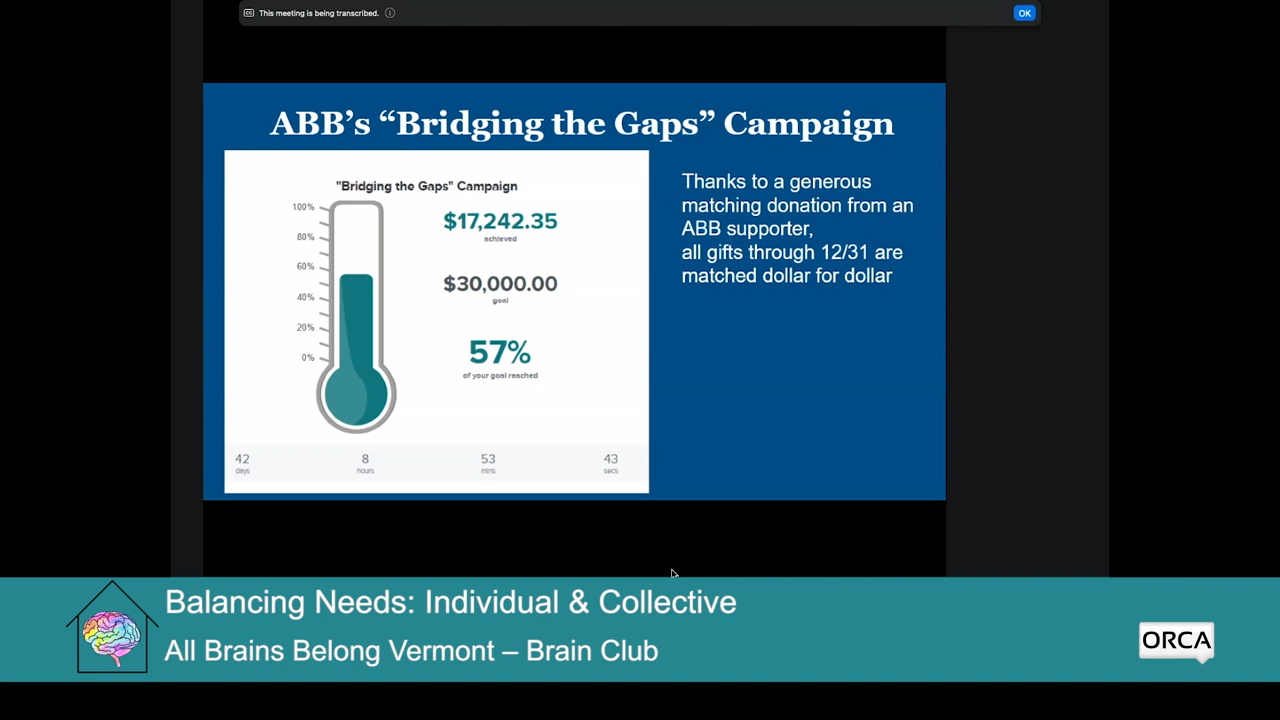 This meeting is being transcribed.
OK
ABB's “Bridging the Gaps” Campaign
"Bridging the Gaps" Campaign
100%
80%
60%
40%
20%
0%
$17,242.35
achieved
$30,000.00
goal
57%
of your goal reached
42
days
8
hours
53
mins
43
secs
Thanks to a generous
matching donation from an
ABB supporter,
all gifts through 12/31 are
matched dollar for dollar
Balancing Needs: Individual & Collective
All Brains Belong Vermont – Brain Club
ORCA